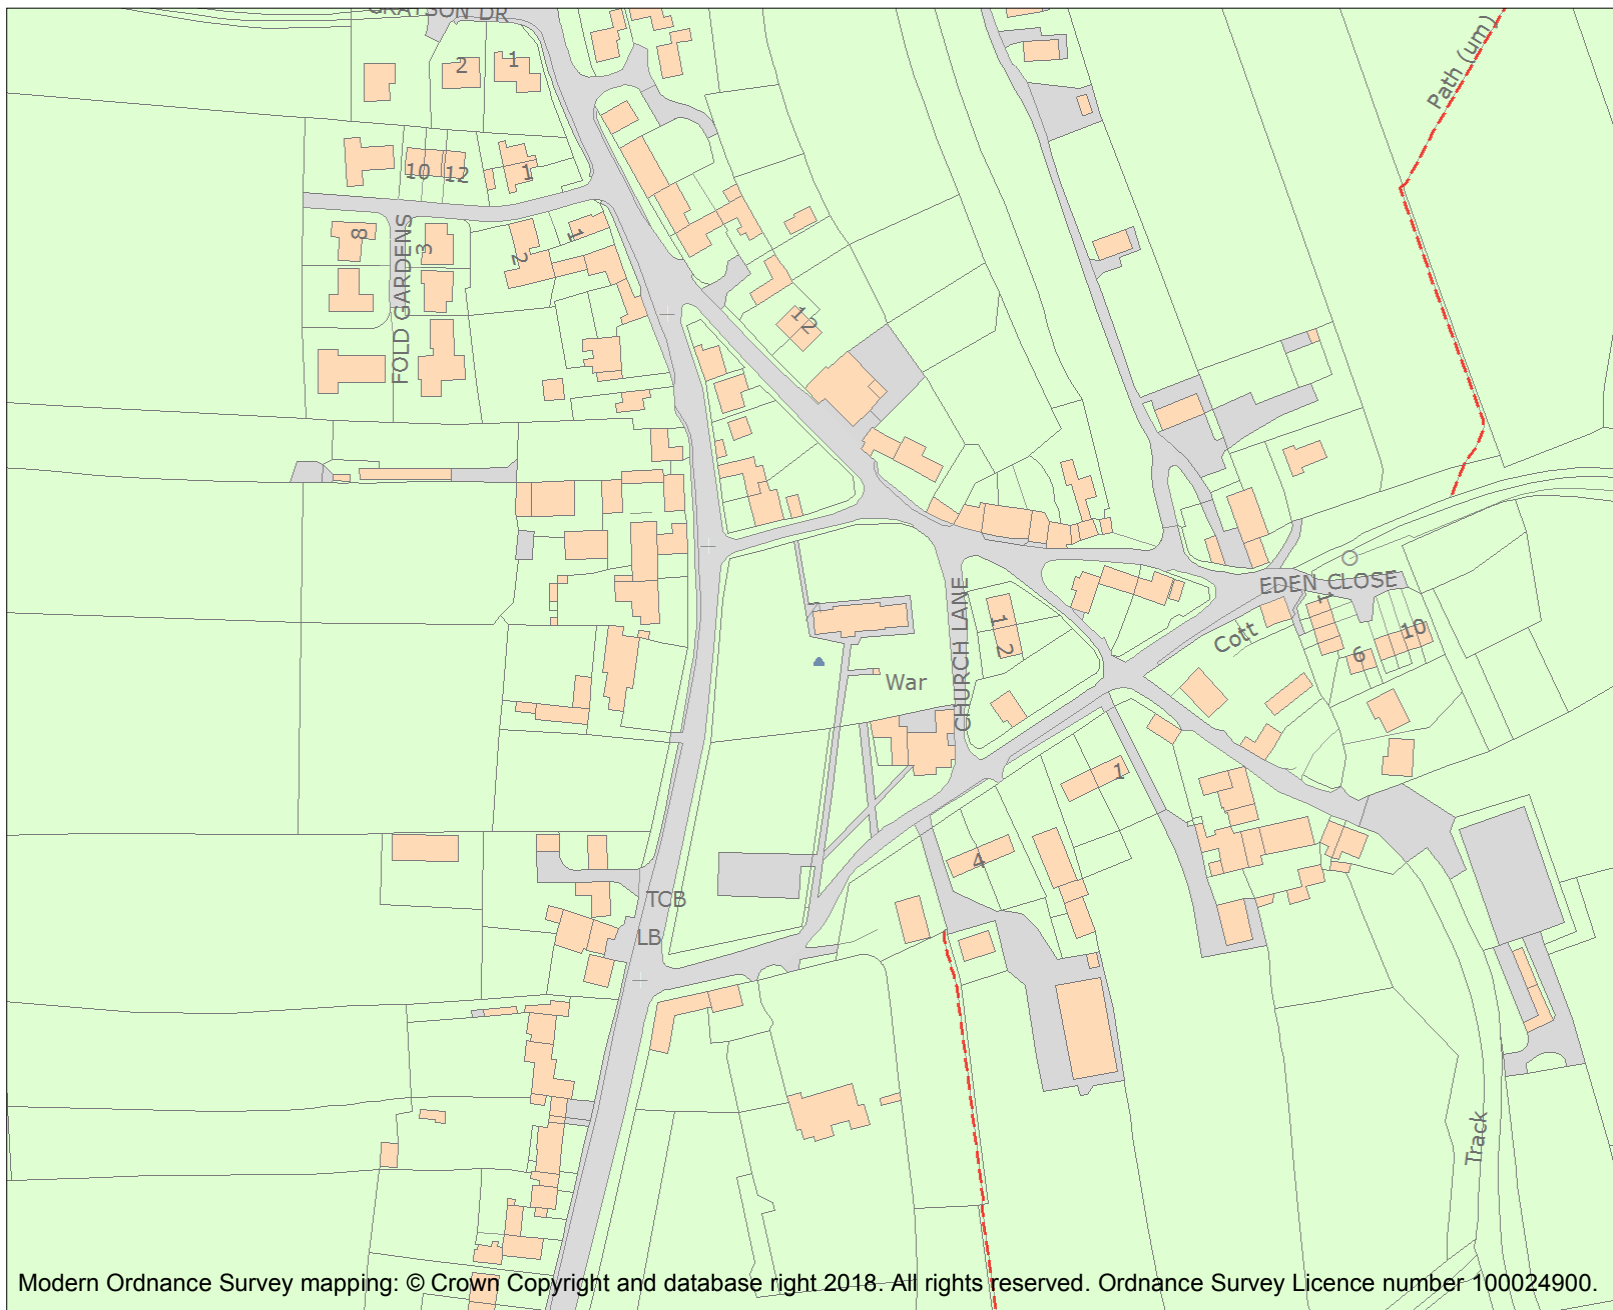 GRAYSON DR
2
1
Path (um)
10
12
1
8
3
FOLD GARDENS
2
1
1 2
EDEN CLOSE
CHURCH LANE
1
2
1
10
Cott
6
War
1
4
TCB
LB
Track
Modern Ordnance Survey mapping: © Crown Copyright and database right 2018. All rights reserved. Ordnance Survey Licence number 100024900.